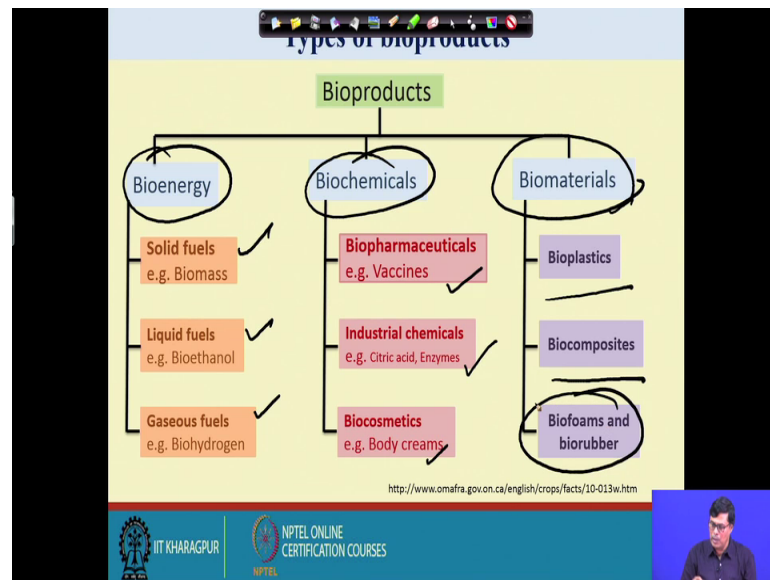 Types of bioproducts
Bioproducts
Bioenergy
Biochemicals
Biomaterials
Solid fuels
e.g. Biomass
Liquid fuels
e.g. Bioethanol
Gaseous fuels
e.g. Biohydrogen
Biopharmaceuticals
e.g. Vaccines
Industrial chemicals
e.g. Citric acid, Enzymes
Biocosmetics
e.g. Body creams
Bioplastics
Biocomposites
Biofoams and
biorubber
http://www.omafra.gov.on.ca/english/crops/facts/10-013w.htm
IIT KHARAGPUR
NPTEL
NPTEL ONLINE
CERTIFICATION COURSES